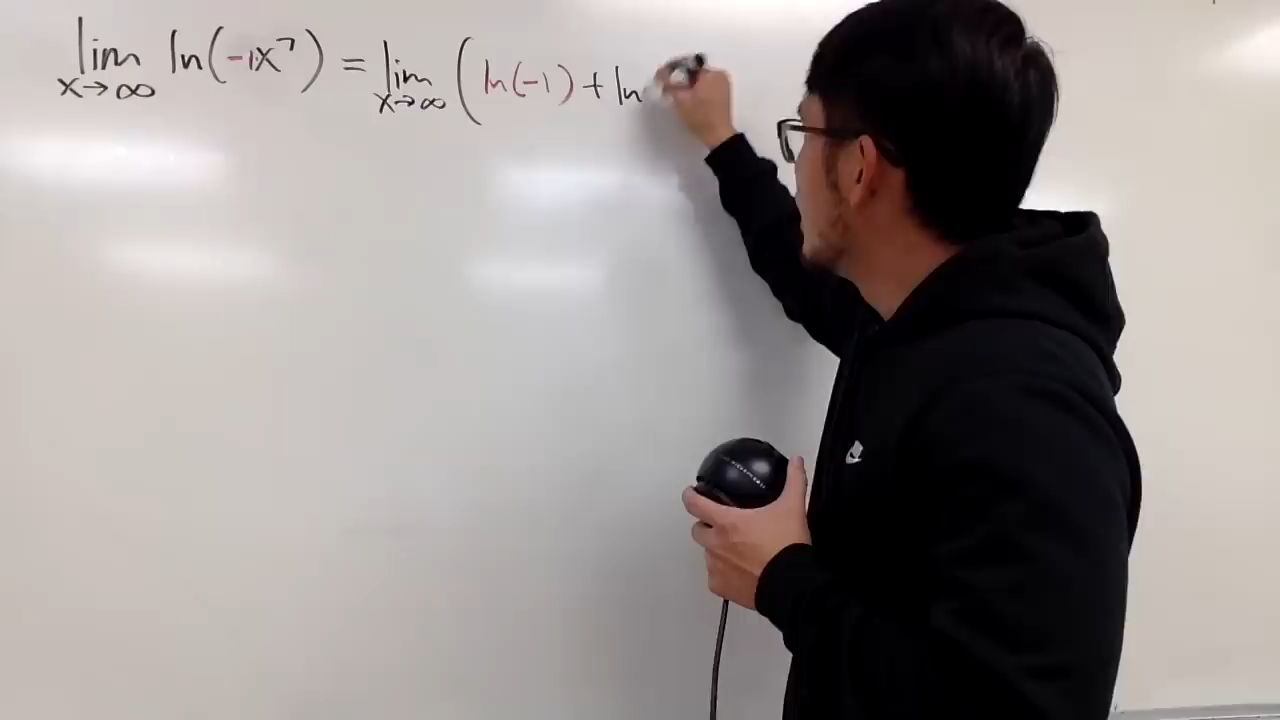 lim x→∞ ln(-1x⁷) = lim x→∞ (ln(-1) + ln